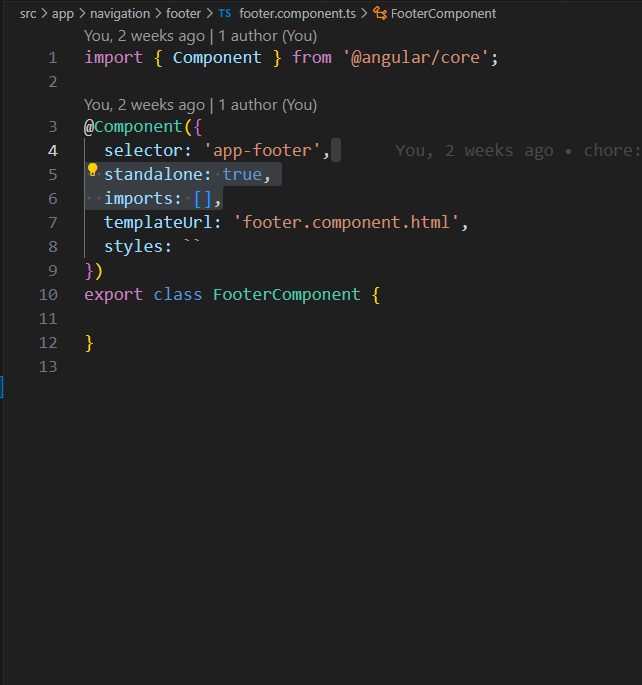 src > app > navigation > footer > TS footer.component.ts > FooterComponent
You, 2 weeks ago | 1 author (You)
1 import { Component } from '@angular/core';
2
You, 2 weeks ago | 1 author (You)
3 @Component({
4 selector: 'app-footer', You, 2 weeks ago • chore:
5 standalone: true,
6 imports: [],
7 templateUrl: 'footer.component.html',
8 styles: ``
9 })
10 export class FooterComponent {
11
12 }
13